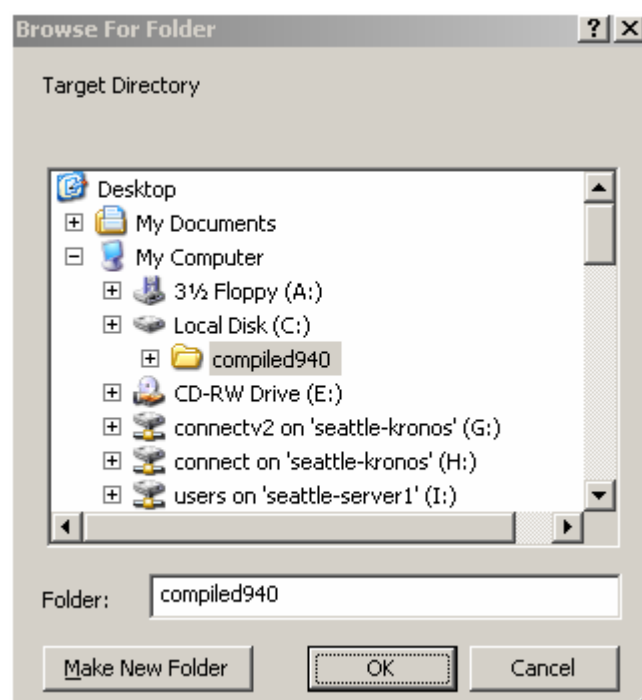 Browse For Folder
Target Directory
Desktop
My Documents
My Computer
3½ Floppy (A:)
Local Disk (C:)
compiled940
CD-RW Drive (E:)
connectv2 on 'seattle-kronos' (G:)
connect on 'seattle-kronos' (H:)
users on 'seattle-server1' (I:)
Folder: compiled940
Make New Folder OK Cancel